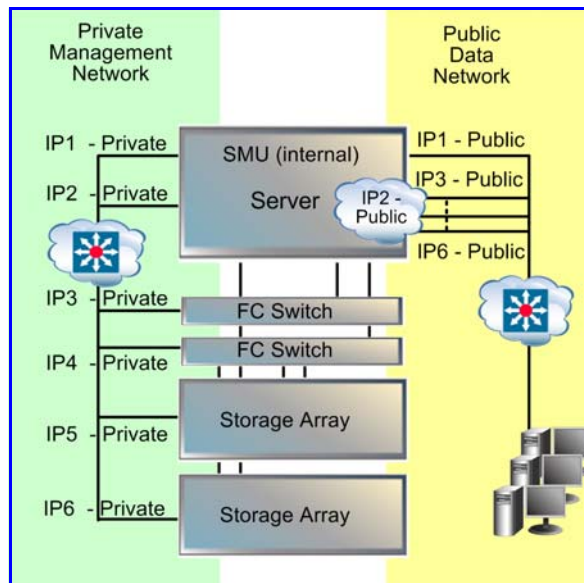 Private
Management
Network
Public
Data
Network
IP1 - Private
SMU (internal)
IP1 - Public
IP2 - Private
Server
IP2 -
Public
IP3 - Public
IP6 - Public
IP3 - Private
FC Switch
IP4 - Private
FC Switch
IP5 - Private
Storage Array
IP6 - Private
Storage Array